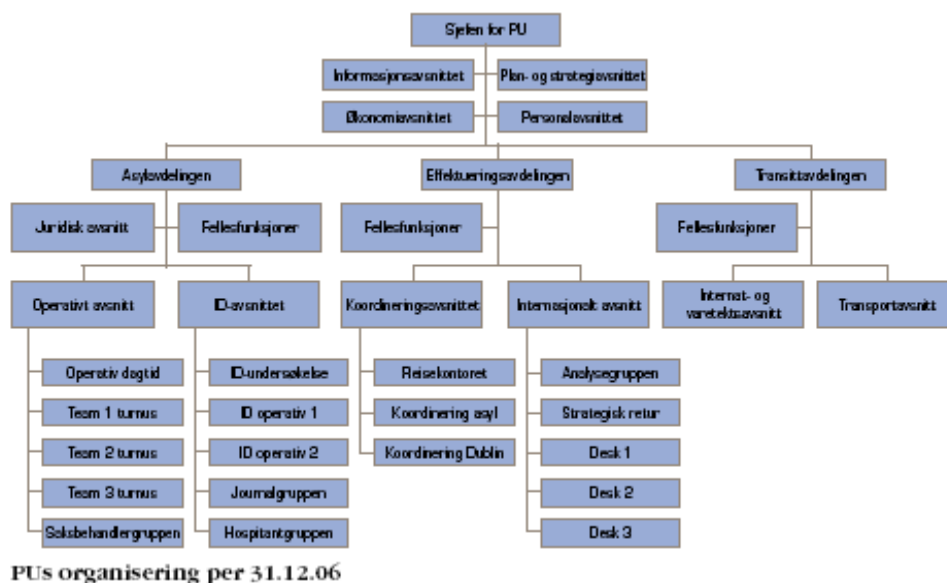 Sjefen for PU
Informasjonsavsnittet
Plan- og strategiavsnittet
Økonomiavsnittet
Personalavsnittet
Asylavdelingen
Effektueringsavdelingen
Transittavdelingen
Juridisk avsnitt
Fellesfunksjoner
Fellesfunksjoner
Fellesfunksjoner
Operativt avsnitt
ID-avsnittet
Koordineringsavsnittet
Internasjonalt avsnitt
Internat- og
varetektsavsnitt
Transportavsnitt
Operativ dagtid
Team 1 turnus
Team 2 turnus
Team 3 turnus
Saksbehandlergruppen
ID-undersøkelse
ID operativ 1
ID operativ 2
Journalgruppen
Hospitantgruppen
Reisekontoret
Koordinering asyl
Koordinering Dublin
Analysegruppen
Strategisk retur
Desk 1
Desk 2
Desk 3
PUs organisering per 31.12.06